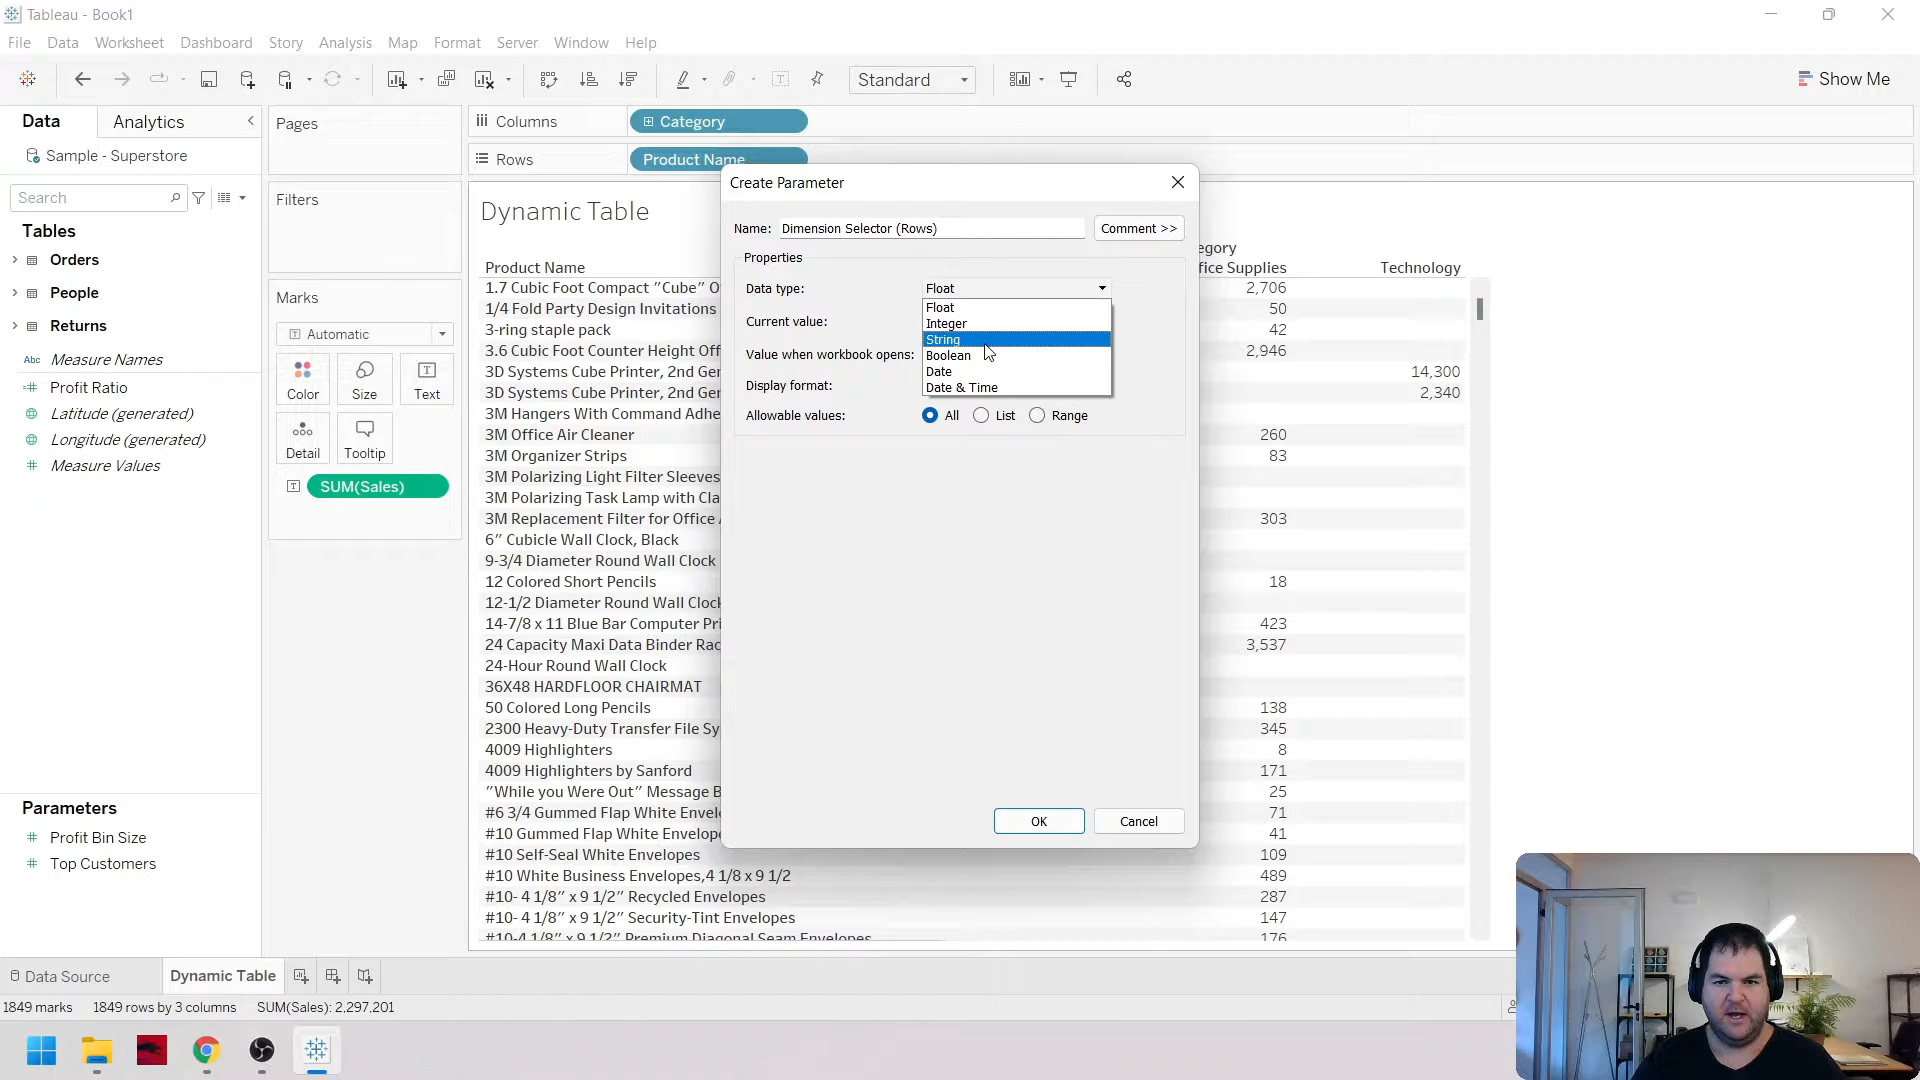 Tableau - Book1
File Data Worksheet Dashboard Story Analysis Map Format Server Window Help
Standard
Show Me
Data
Analytics
Sample - Superstore
Search
Tables
Orders
People
Returns
Abc Measure Names
Profit Ratio
Latitude (generated)
Longitude (generated)
Measure Values
Parameters
Profit Bin Size
Top Customers
Pages
Filters
Marks
Automatic
Color Size Text
Detail Tooltip
SUM(Sales)
Columns Category
Rows Product Name
Dynamic Table
egory
Product Name fice Supplies Technology
1.7 Cubic Foot Compact "Cube" O 2,706
1/4 Fold Party Design Invitations 50
3-ring staple pack 42
3.6 Cubic Foot Counter Height Off 2,946
3D Systems Cube Printer, 2nd Ger 14,300
3D Systems Cube Printer, 2nd Ger 2,340
3M Hangers With Command Adhe
3M Office Air Cleaner 260
3M Organizer Strips 83
3M Polarizing Light Filter Sleeves
3M Polarizing Task Lamp with Cla
3M Replacement Filter for Office 303
6" Cubicle Wall Clock, Black
9-3/4 Diameter Round Wall Clock
12 Colored Short Pencils 18
12-1/2 Diameter Round Wall Clock
14-7/8 x 11 Blue Bar Computer Pri 423
24 Capacity Maxi Data Binder Rac 3,537
24-Hour Round Wall Clock
36X48 HARDFLOOR CHAIRMAT
50 Colored Long Pencils 138
2300 Heavy-Duty Transfer File Sy 345
4009 Highlighters 8
4009 Highlighters by Sanford 171
"While you Were Out" Message B 25
#6 3/4 Gummed Flap White Envel 71
#10 Gummed Flap White Envelop 41
#10 Self-Seal White Envelopes 109
#10 White Business Envelopes,4 1/8 x 9 1/2 489
#10- 4 1/8" x 9 1/2" Recycled Envelopes 287
#10- 4 1/8" x 9 1/2" Security-Tint Envelopes 147
#10-4 1/8" x 9 1/2" Premium Diagonal Seam Envelopes 176
Create Parameter
Name: Dimension Selector (Rows) Comment >>
Properties
Data type: Float
Float
Integer
String
Boolean
Date
Date & Time
Current value:
Value when workbook opens:
Display format:
Allowable values: All List Range
OK Cancel
Data Source Dynamic Table
1849 marks 1849 rows by 3 columns SUM(Sales): 2,297,201